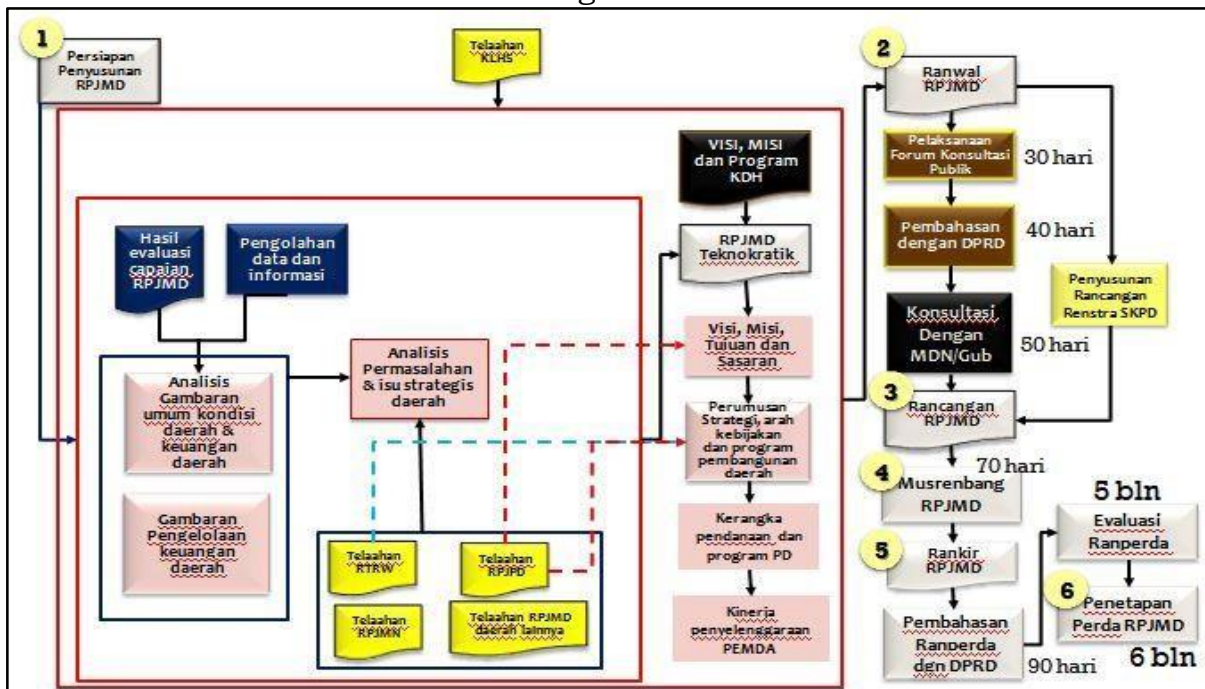 1
Persiapan
Penyusunan
RPJMD
Telaahan
KLHS
VISI, MISI
dan Program
KDH
Hasil
evaluasi
capaian
RPJMD
Pengolahan
data dan
informasi
RPJMD
Teknokratik
Analisis
Gambaran
umum kondisi
daerah &
keuangan
daerah
Gambaran
Pengelolaan
keuangan
daerah
Analisis
Permasalahan
& isu strategis
daerah
Visi, Misi,
Tujuan dan
Sasaran
Perumusan
Strategi, arah
kebijakan
dan program
pembangunan
daerah
Kerangka
pendanaan dan
program PD
Kinerja
penyelenggaraan
PEMDA
Telaahan
RTRW
Telaahan
RPJPD
Telaahan
RPJMN
Telaahan RPJMD
daerah lainnya
2
Ranwal
RPJMD
Pelaksanaan
Forum Konsultasi
Publik
30 hari
Pembahasan
dengan DPRD
40 hari
Konsultasi
Dengan
MDN/Gub
50 hari
Penyusunan
Rancangan
Renstra SKPD
3
Rancangan
RPJMD
70 hari
4
Musrenbang
RPJMD
5
Rankir
RPJMD
Pembahasan
Ranperda
dgn DPRD
90 hari
5 bln
Evaluasi
Ranperda
6
Penetapan
Perda RPJMD
6 bln